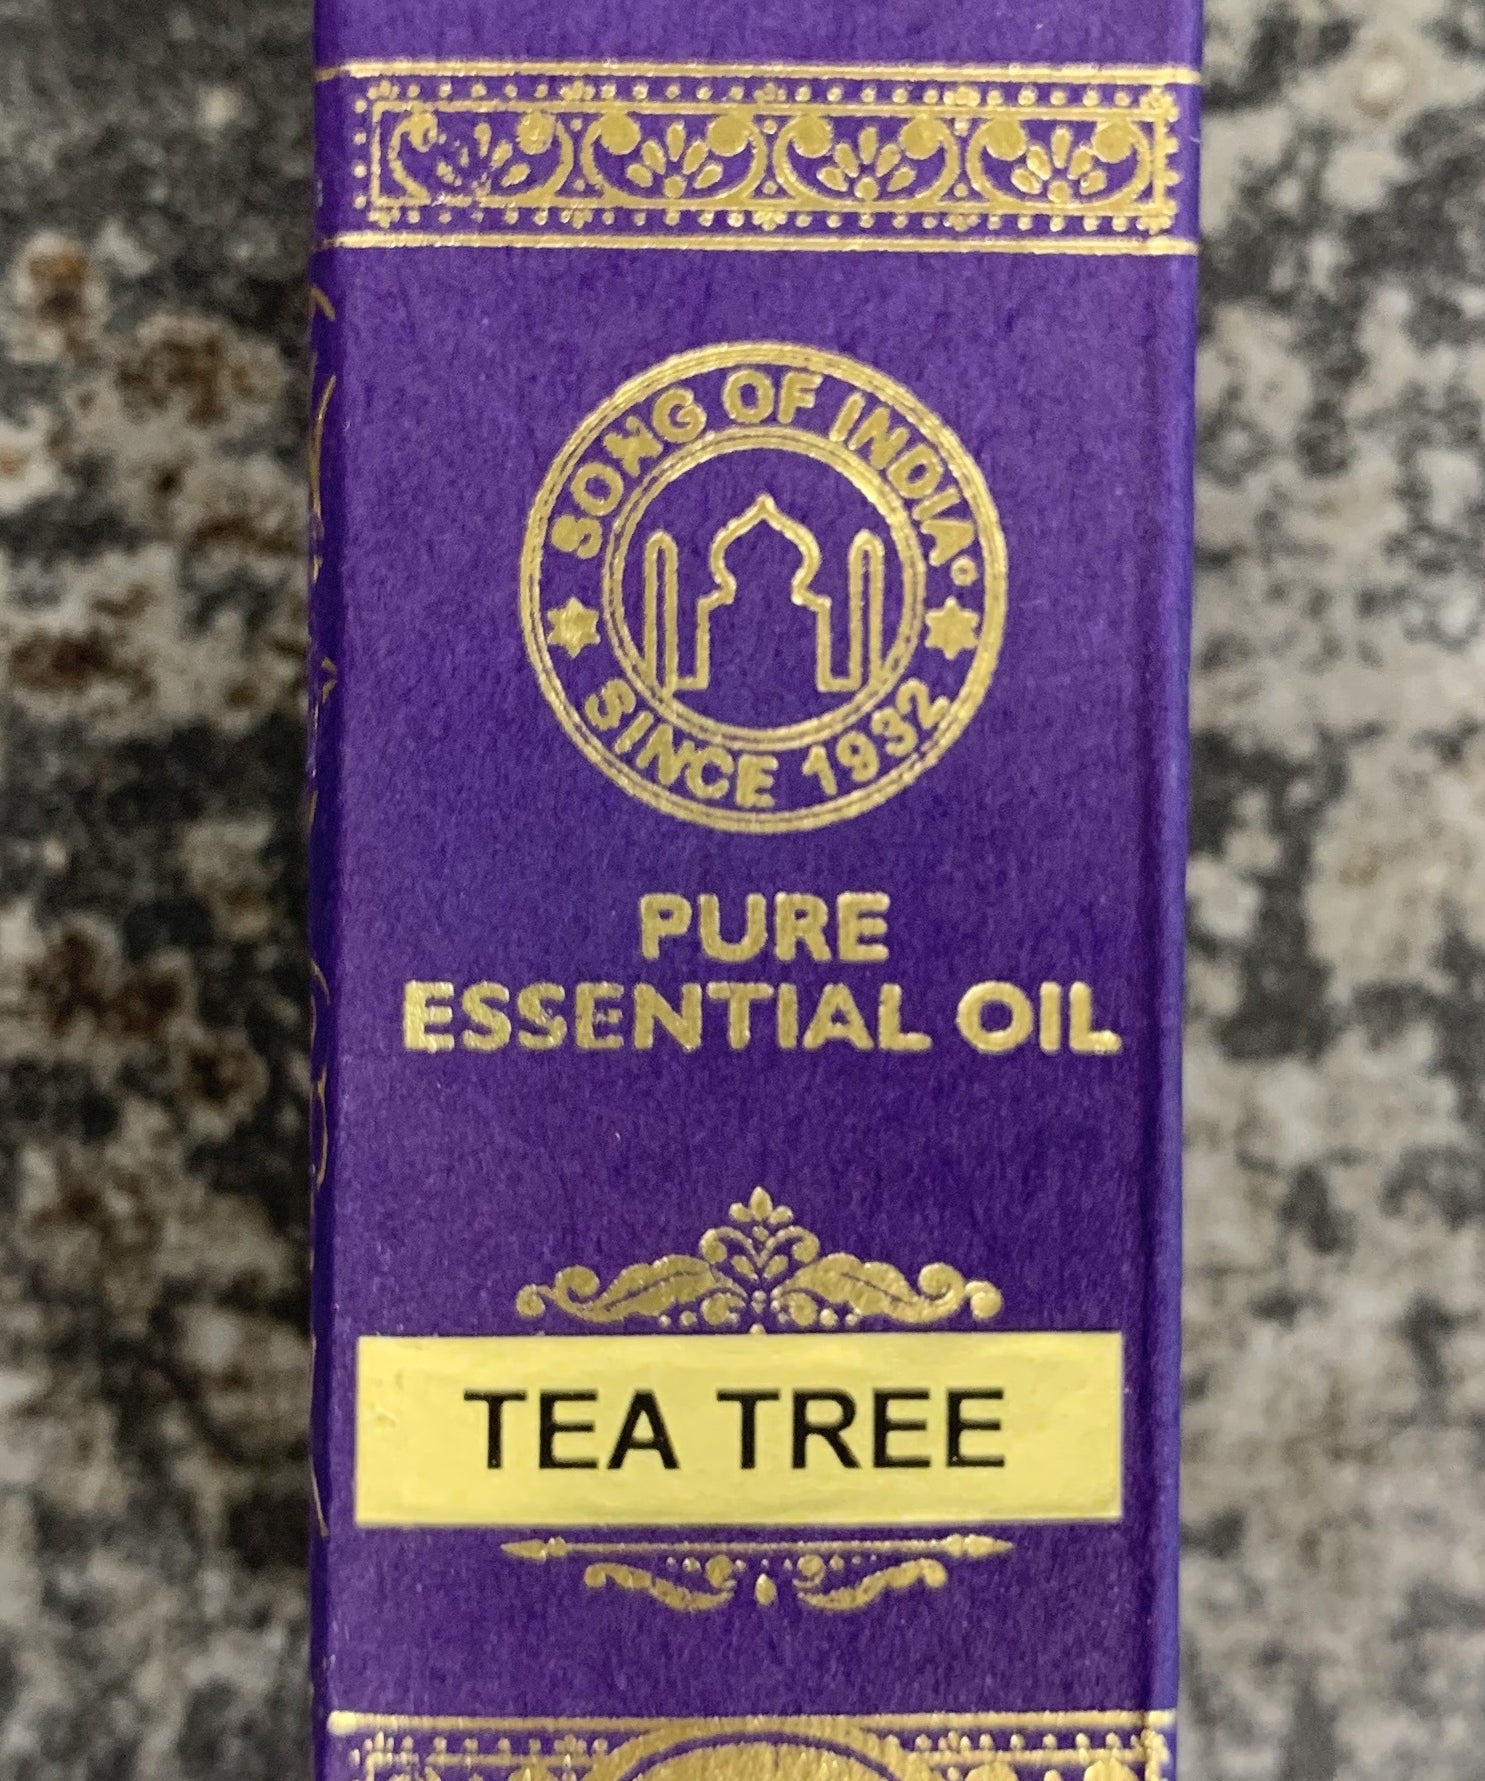 SONG OF INDIA
SINCE 1932
PURE
ESSENTIAL OIL
TEA TREE